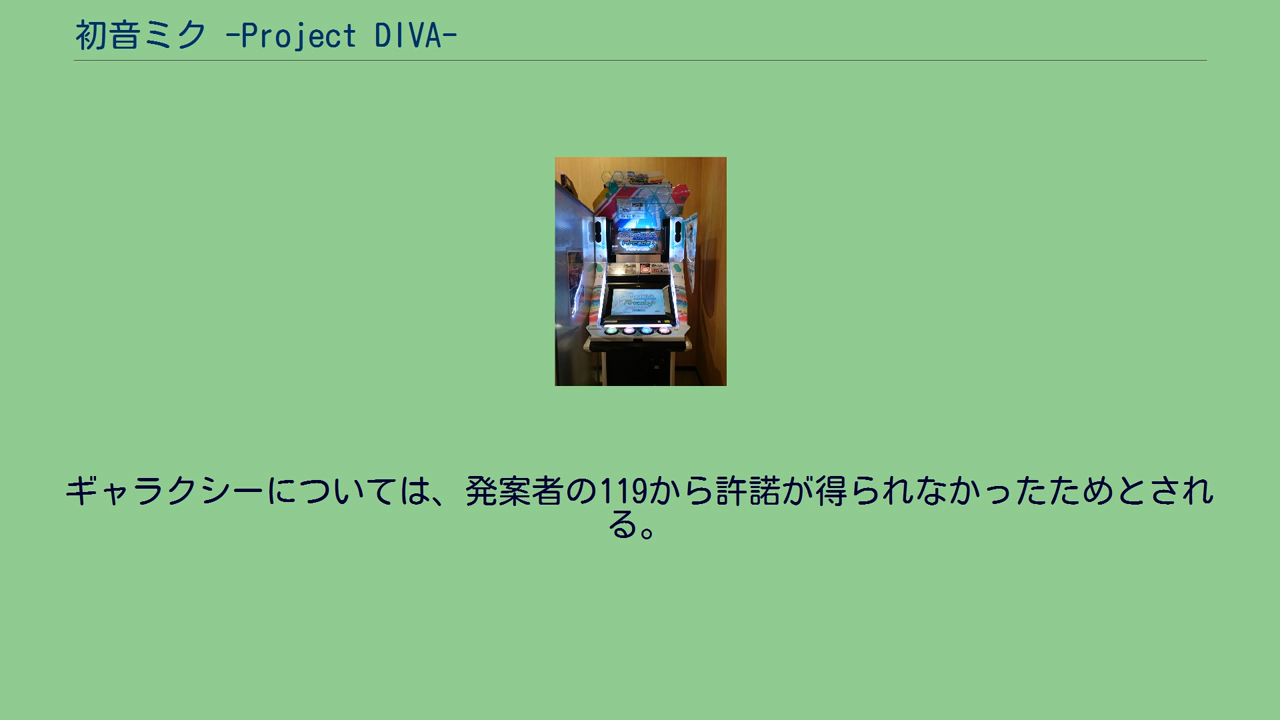 初音ミク -Project DIVA-
ギャラクシーについては、発案者の119から許諾が得られなかったためとされ
る。